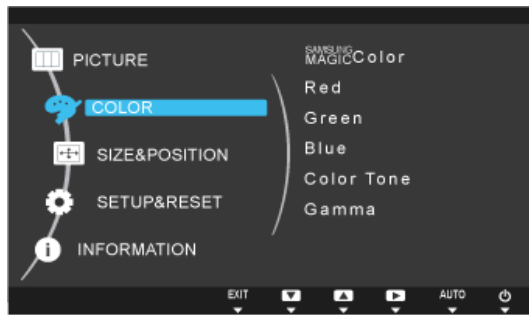 PICTURE
COLOR
SIZE&POSITION
SETUP&RESET
INFORMATION
SAMSUNG MAGIC Color
Red
Green
Blue
Color Tone
Gamma
EXIT
AUTO